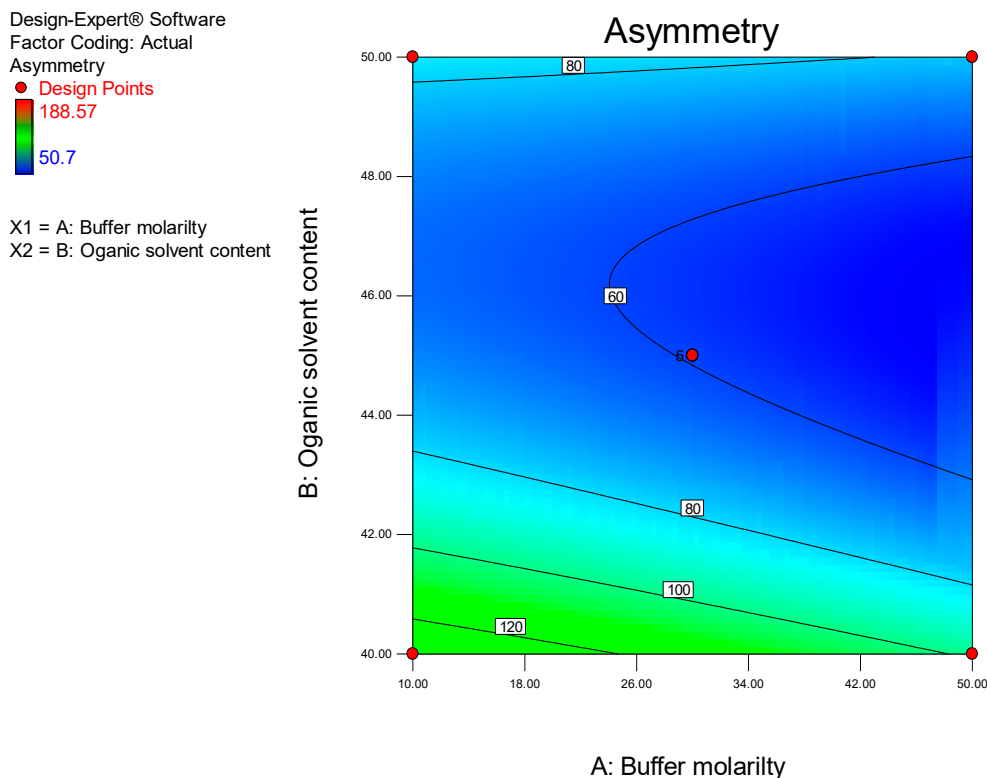 Design-Expert® Software
Factor Coding: Actual
Asymmetry
Design Points
188.57
50.7
X1 = A: Buffer molarilty
X2 = B: Oganic solvent content
Asymmetry
B: Oganic solvent content
50.00
48.00
46.00
44.00
42.00
40.00
80
60
5
80
100
120
10.00 18.00 26.00 34.00 42.00 50.00
A: Buffer molarilty